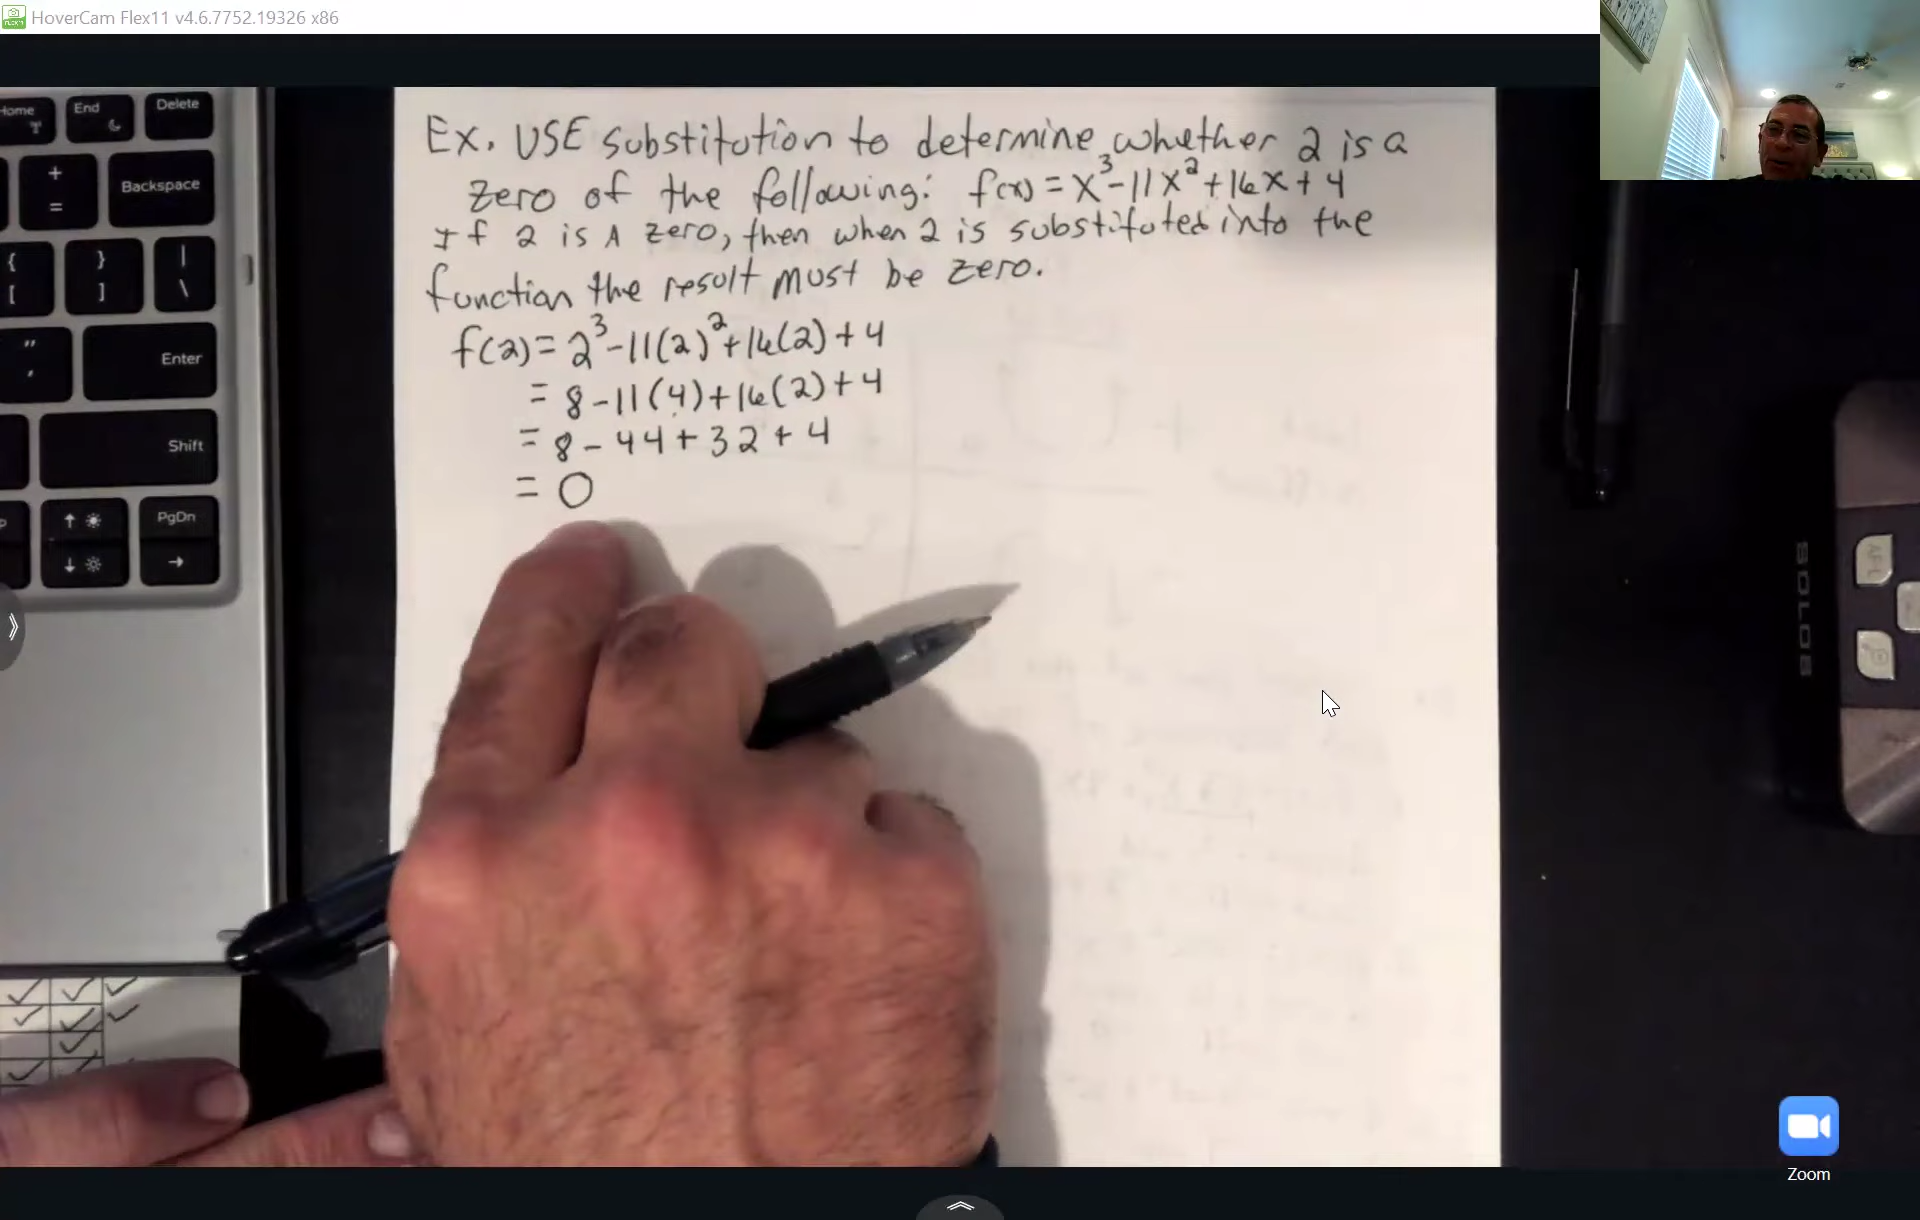 HoverCam Flex11 v4.6.7752.19326 x86
Home
End
Delete
+
=
Backspace
{
[
}
]
|
\
"
'
Enter
Shift
PgDn
Ex. USE substitution to determine whether 2 is a
zero of the following: f(x) = x³-11x²+16x+4
If 2 is A zero, then when 2 is substituted into the
function the result must be zero.
f(2) = 2³-11(2)²+16(2)+4
= 8-11(4)+16(2)+4
= 8-44+32+4
= 0
SOLOS
AFL
Zoom